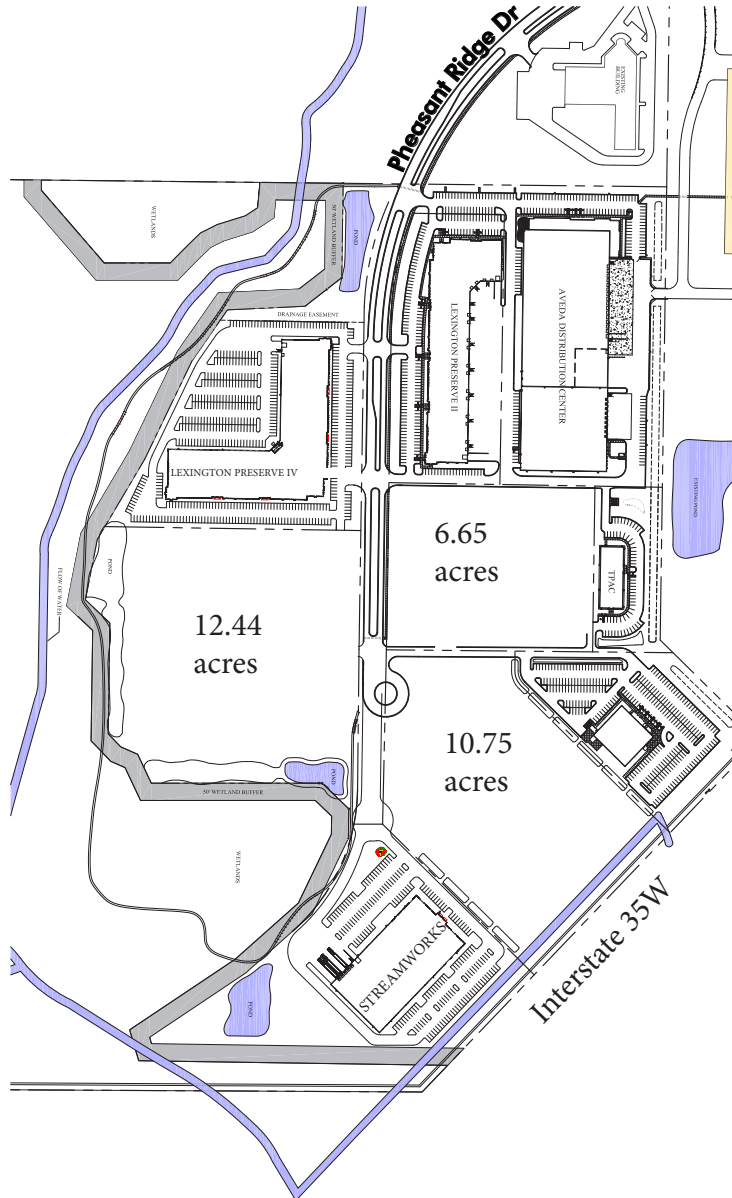 Pheasant Ridge Dr
EXISTING
BUILDING
WETLANDS
50' WETLAND BUFFER
POND
DRAINAGE EASEMENT
LEXINGTON PRESERVE II
AVEDA DISTRIBUTION CENTER
LEXINGTON PRESERVE IV
EXISTING POND
6.65
acres
TPAC
POND
FLOW OF WATER
12.44
acres
10.75
acres
POND
50' WETLAND BUFFER
WETLANDS
STREAMWORKS
Interstate 35W
POND